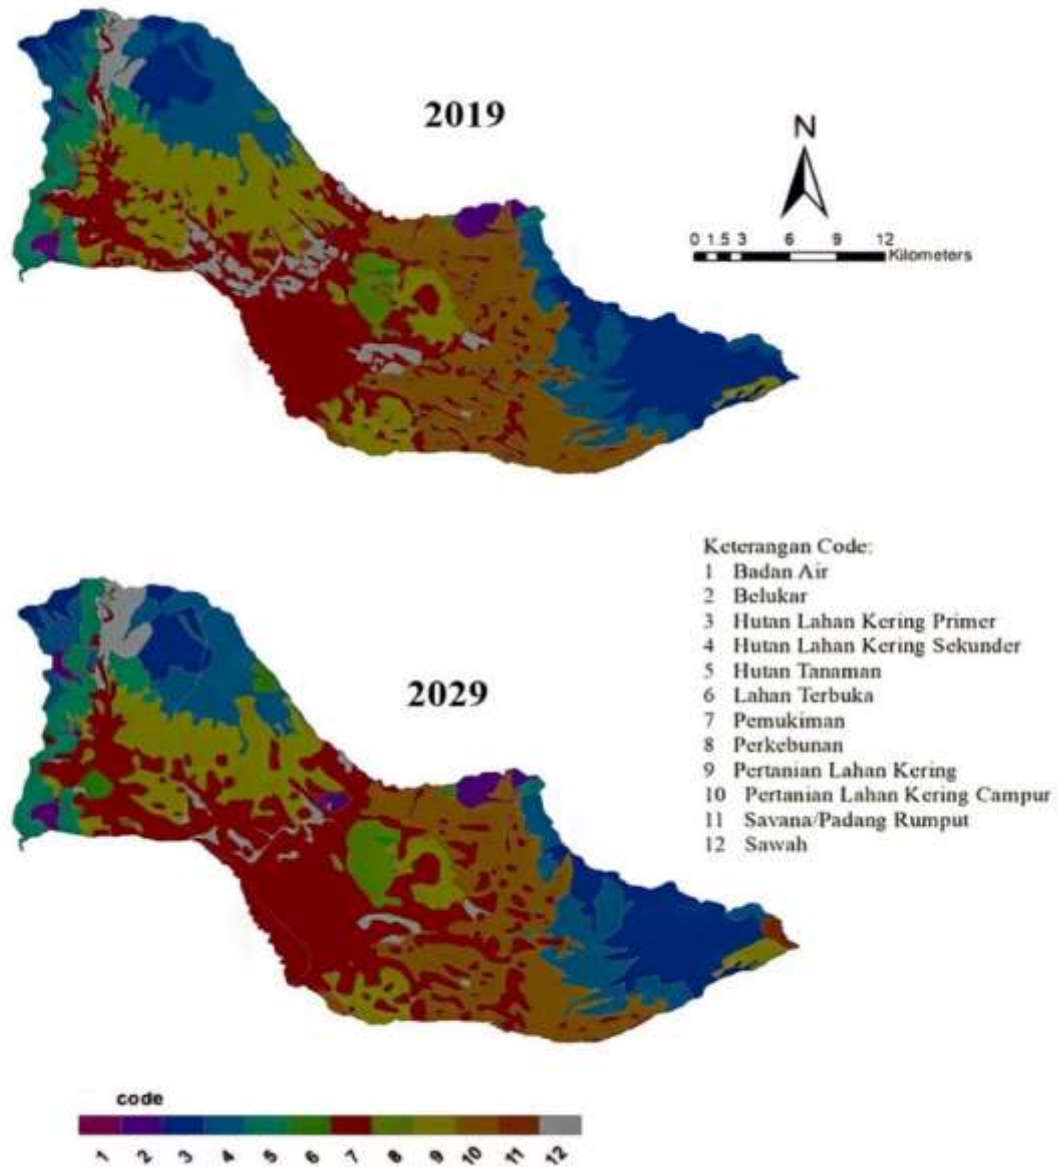 2019
N
0 1.5 3 6 9 12
Kilometers
Keterangan Code:
1 Badan Air
2 Belukar
3 Hutan Lahan Kering Primer
4 Hutan Lahan Kering Sekunder
5 Hutan Tanaman
6 Lahan Terbuka
7 Pemukiman
8 Perkebunan
9 Pertanian Lahan Kering
10 Pertanian Lahan Kering Campur
11 Savana/Padang Rumput
12 Sawah
2029
code
1 2 3 4 5 6 7 8 9 10 11 12